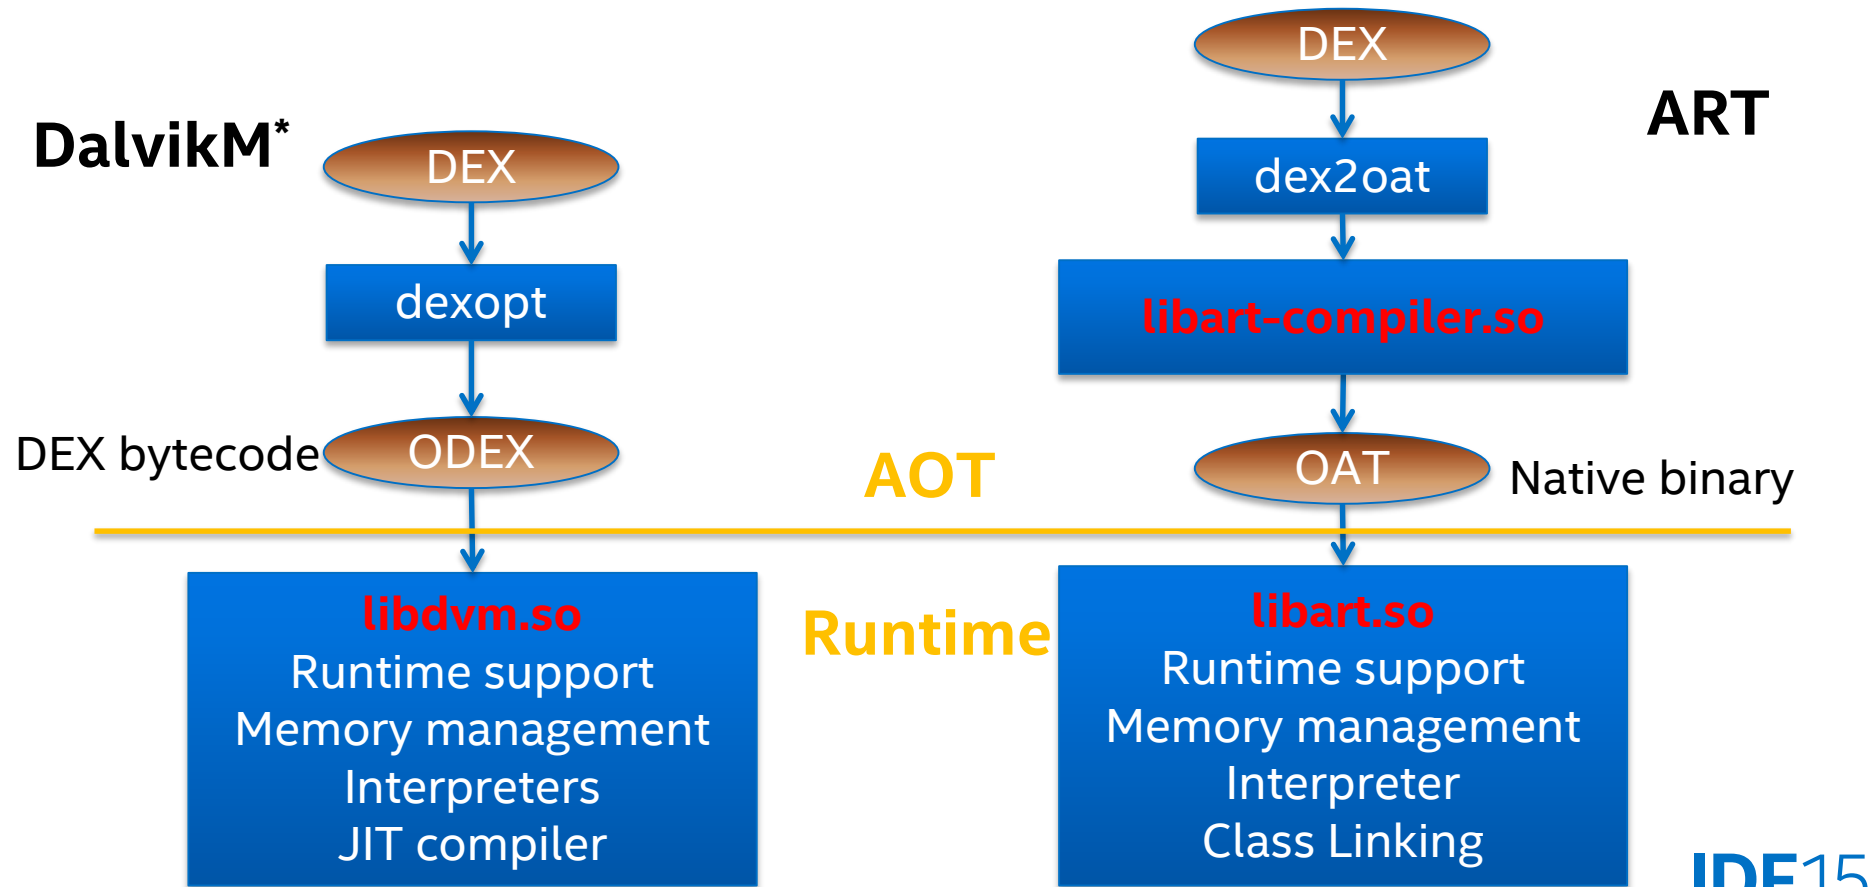 DalvikM*
DEX
dexopt
DEX bytecode
ODEX
libdvm.so
Runtime support
Memory management
Interpreters
JIT compiler
AOT
Runtime
ART
DEX
dex2oat
libart-compiler.so
OAT
Native binary
libart.so
Runtime support
Memory management
Interpreter
Class Linking
IDF15